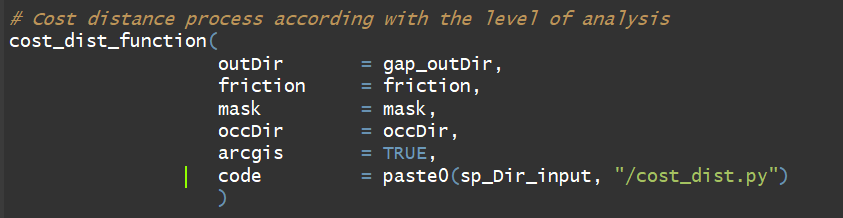 # Cost distance process according with the level of analysis
cost_dist_function(
outDir = gap_outDir,
friction = friction,
mask = mask,
occDir = occDir,
arcgis = TRUE,
code = paste0(sp_Dir_input, "/cost_dist.py")
)